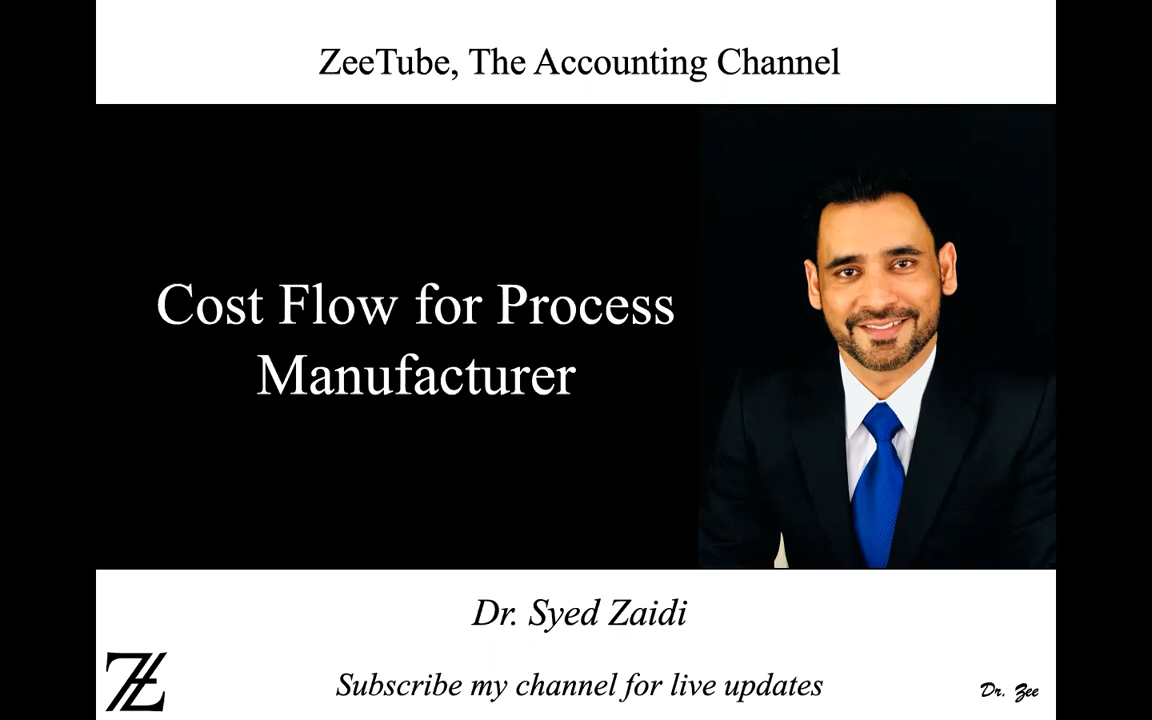 ZeeTube, The Accounting Channel
Cost Flow for Process
Manufacturer
Dr. Syed Zaidi
Subscribe my channel for live updates
Dr. Zee